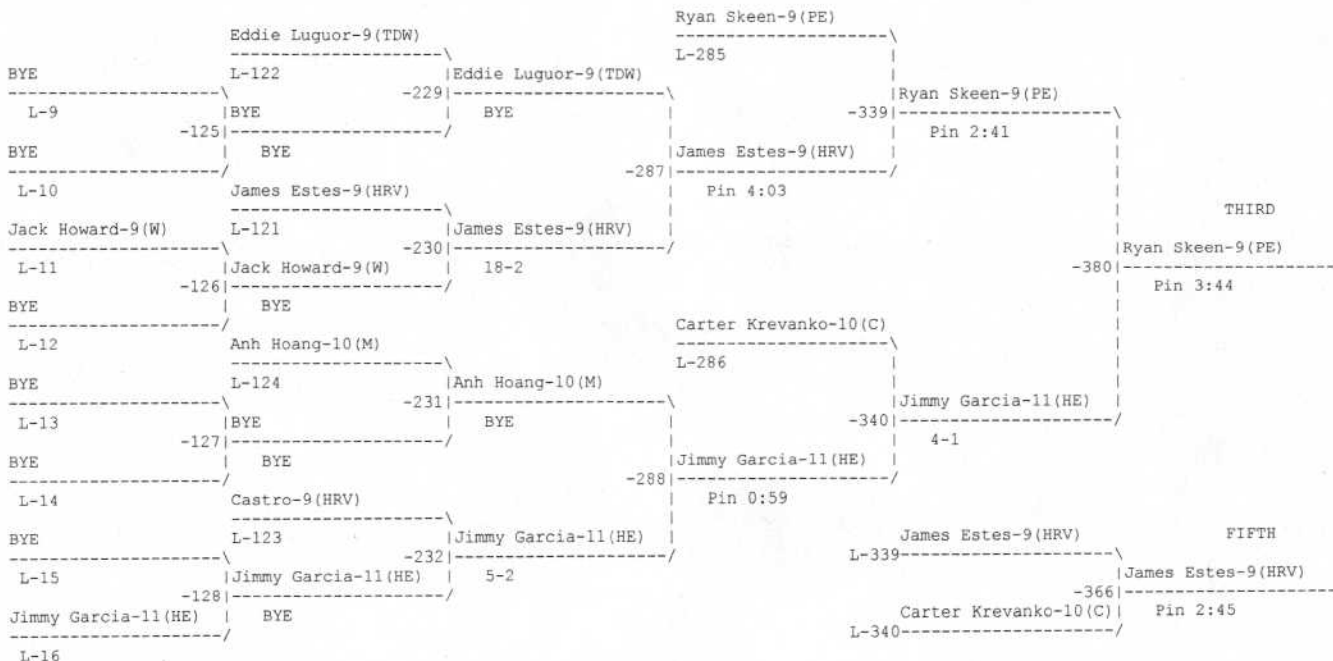 Ryan Skeen-9(PE)
Eddie Luguor-9(TDW)
L-285
BYE L-122 Eddie Luguor-9(TDW)
-229 Ryan Skeen-9(PE)
L-9 BYE BYE -339
-125 Pin 2:41
BYE BYE James Estes-9(HRV)
-287
L-10 James Estes-9(HRV) Pin 4:03
THIRD
Jack Howard-9(W) L-121 James Estes-9(HRV)
-230 Ryan Skeen-9(PE)
L-11 Jack Howard-9(W) 18-2 -380
-126 Pin 3:44
BYE BYE
Carter Krevanko-10(C)
L-12 Anh Hoang-10(M)
L-286
BYE L-124 Anh Hoang-10(M)
-231 Jimmy Garcia-11(HE)
L-13 BYE BYE -340
-127 4-1
BYE BYE Jimmy Garcia-11(HE)
-288
L-14 Castro-9(HRV) Pin 0:59
BYE L-123 Jimmy Garcia-11(HE) James Estes-9(HRV) FIFTH
-232 L-339
L-15 Jimmy Garcia-11(HE) 5-2 James Estes-9(HRV)
-128 -366
Jimmy Garcia-11(HE) BYE Carter Krevanko-10(C) Pin 2:45
L-340
L-16